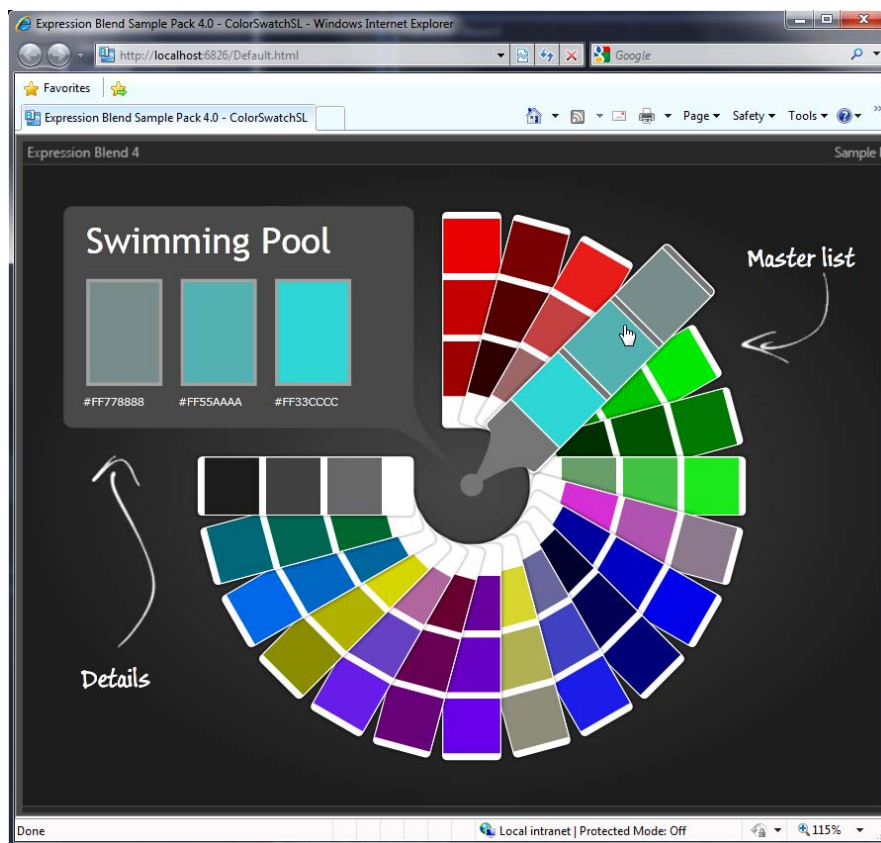 Expression Blend Sample Pack 4.0 - ColorSwatchSL - Windows Internet Explorer
http://localhost:6826/Default.html
Google
Favorites
Expression Blend Sample Pack 4.0 - ColorSwatchSL
Page
Safety
Tools
Expression Blend 4
Sample
Swimming Pool
#FF778888
#FF55AAAA
#FF33CCCC
Master list
Details
Done
Local intranet | Protected Mode: Off
115%